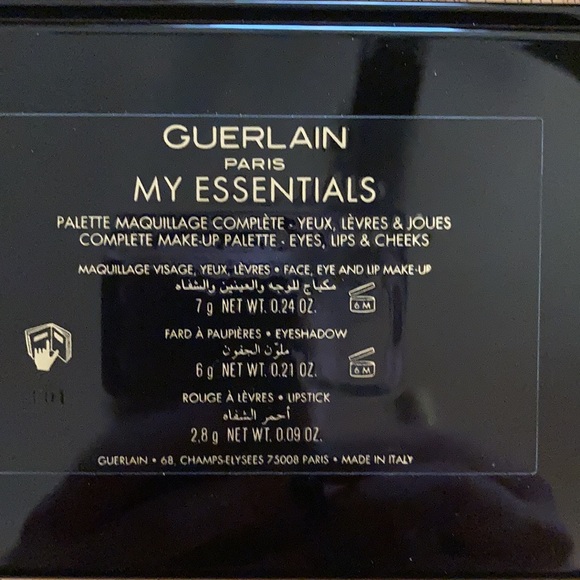 GUERLAIN
PARIS
MY ESSENTIALS
PALETTE MAQUILLAGE COMPLÈTE • YEUX, LÈVRES & JOUES
COMPLETE MAKE-UP PALETTE • EYES, LIPS & CHEEKS
MAQUILLAGE VISAGE, YEUX, LÈVRES • FACE, EYE AND LIP MAKE-UP
مكياج للوجه والعينين والشفاه
7 g NET WT. 0.24 OZ.
6 M
FARD À PAUPIÈRES • EYESHADOW
ملوّن الجفون
6 g NET WT. 0.21 OZ.
6 M
ROUGE À LÈVRES • LIPSTICK
أحمر الشفاه
2,8 g NET WT. 0.09 OZ.
GUERLAIN • 68, CHAMPS-ELYSEES 75008 PARIS • MADE IN ITALY